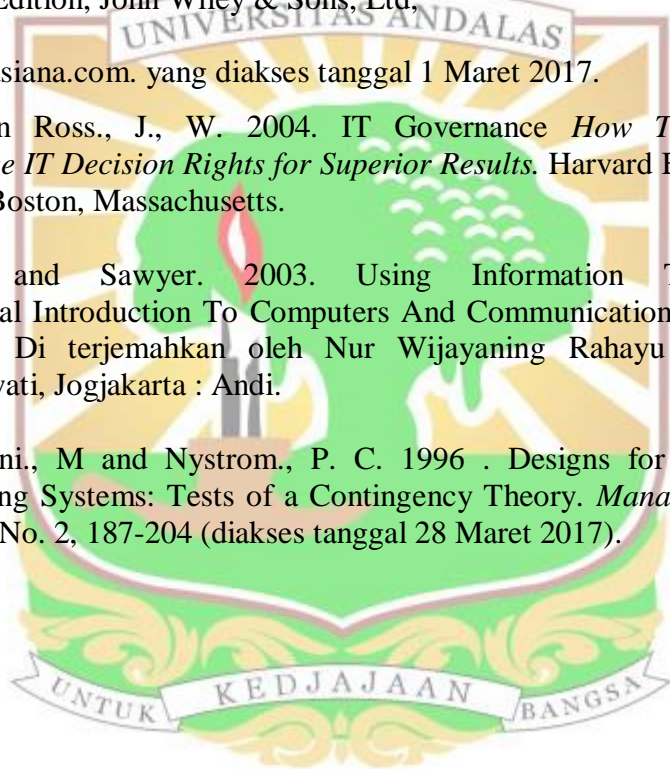 Edition, John Wiley & Sons, Ltd,
UNIVERSITAS ANDALAS
asiana.com. yang diakses tanggal 1 Maret 2017.
n Ross., J., W. 2004. IT Governance How T
e IT Decision Rights for Superior Results. Harvard
Boston, Massachusetts.
and Sawyer. 2003. Using Information T
al Introduction To Computers And Communication
Di terjemahkan oleh Nur Wijayaning Rahayu
vati, Jogjakarta : Andi.
ni., M and Nystrom., P. C. 1996 . Designs for
ng Systems: Tests of a Contingency Theory. Mana
No. 2, 187-204 (diakses tanggal 28 Maret 2017).
UNTUK KEDJAJAAN BANGSA